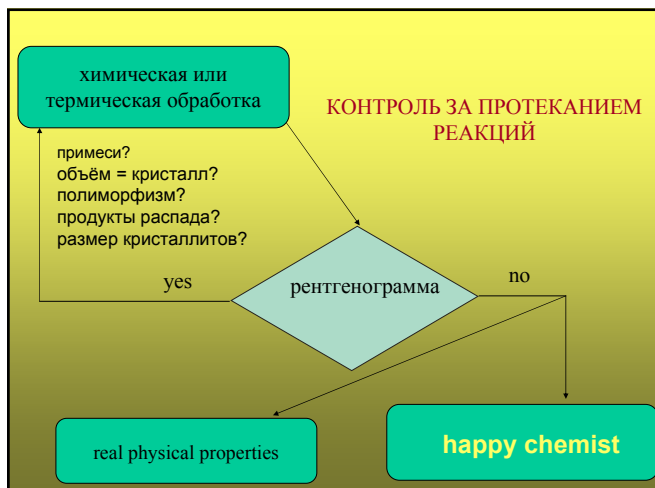 химическая или
термическая обработка
КОНТРОЛЬ ЗА ПРОТЕКАНИЕМ
РЕАКЦИЙ
примеси?
объём = кристалл?
полиморфизм?
продукты распада?
размер кристаллитов?
yes
рентгенограмма
no
real physical properties
happy chemist